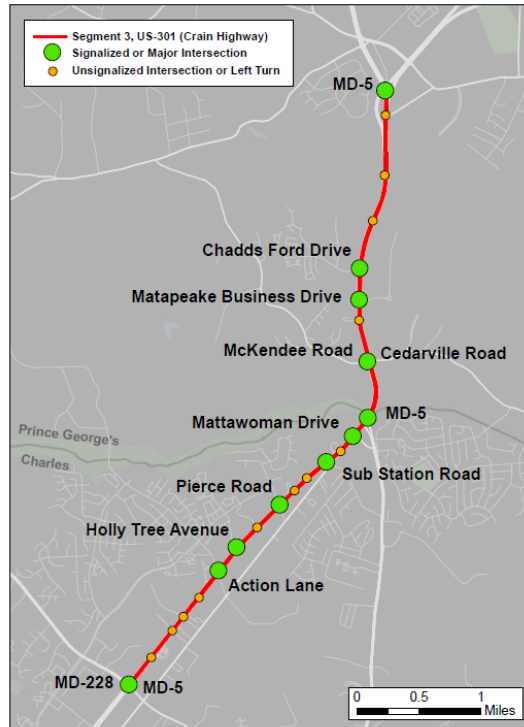 Segment 3, US-301 (Crain Highway)
Signalized or Major Intersection
Unsignalized Intersection or Left Turn
MD-5
Chadds Ford Drive
Matapeake Business Drive
McKendee Road
Cedarville Road
MD-5
Mattawoman Drive
Prince George's
Charles
Sub Station Road
Pierce Road
Holly Tree Avenue
Action Lane
MD-228
MD-5
0 0.5 1
Miles